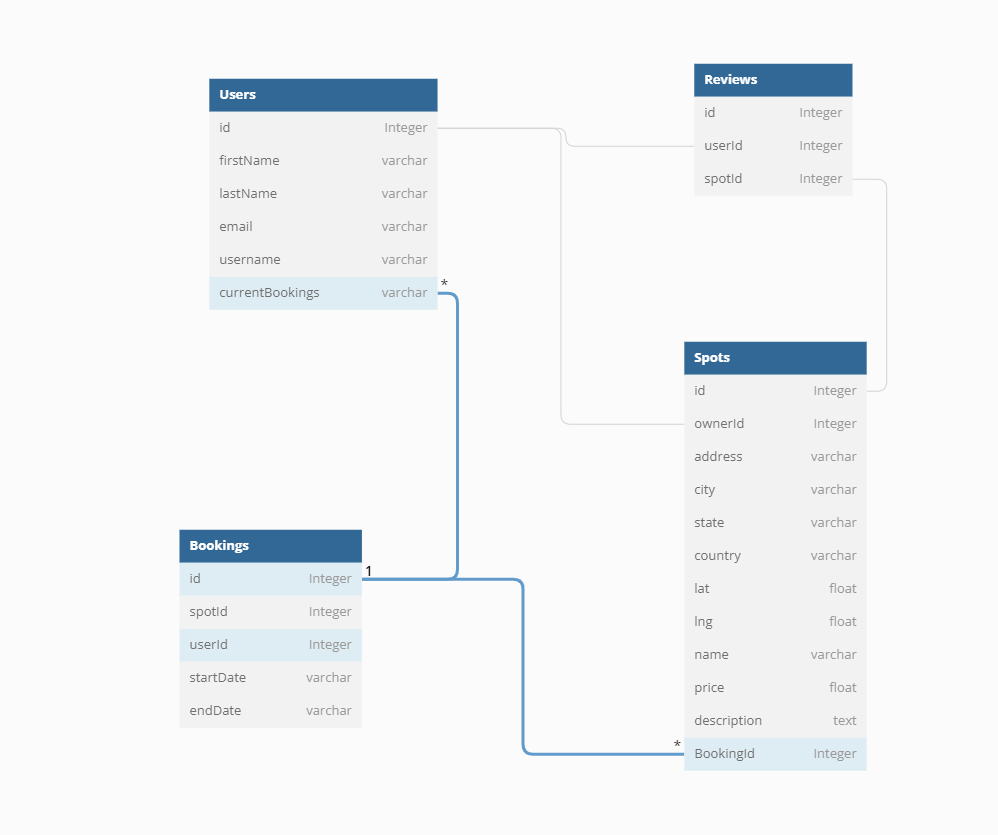 Users
id Integer
firstName varchar
lastName varchar
email varchar
username varchar
currentBookings varchar
*
Reviews
id Integer
userId Integer
spotId Integer
Bookings
id Integer
1
spotId Integer
userId Integer
startDate varchar
endDate varchar
Spots
id Integer
ownerId Integer
address varchar
city varchar
state varchar
country varchar
lat float
lng float
name varchar
price float
description text
* BookingId Integer